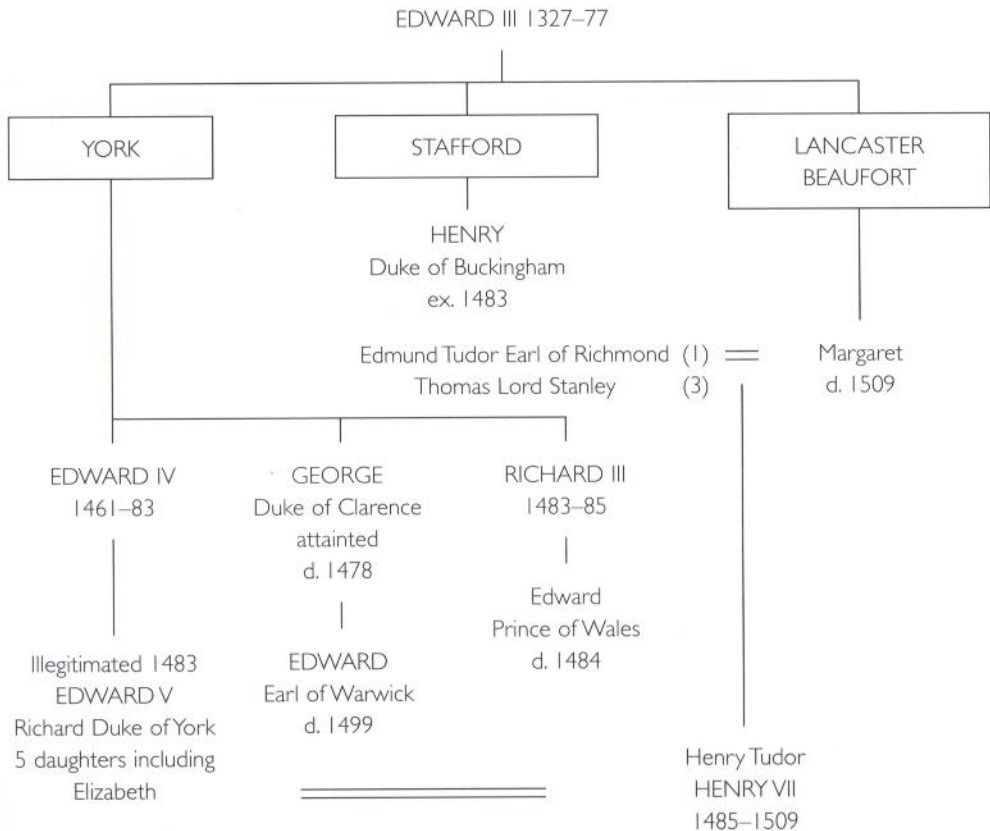 EDWARD III 1327–77
YORK
STAFFORD
LANCASTER
BEAUFORT
HENRY
Duke of Buckingham
ex. 1483
Edmund Tudor Earl of Richmond (1)
Thomas Lord Stanley (3)
Margaret
d. 1509
EDWARD IV
1461–83
GEORGE
Duke of Clarence
attainted
d. 1478
RICHARD III
1483–85
Edward
Prince of Wales
d. 1484
Illegitimated 1483
EDWARD V
Richard Duke of York
5 daughters including
Elizabeth
EDWARD
Earl of Warwick
d. 1499
Henry Tudor
HENRY VII
1485–1509